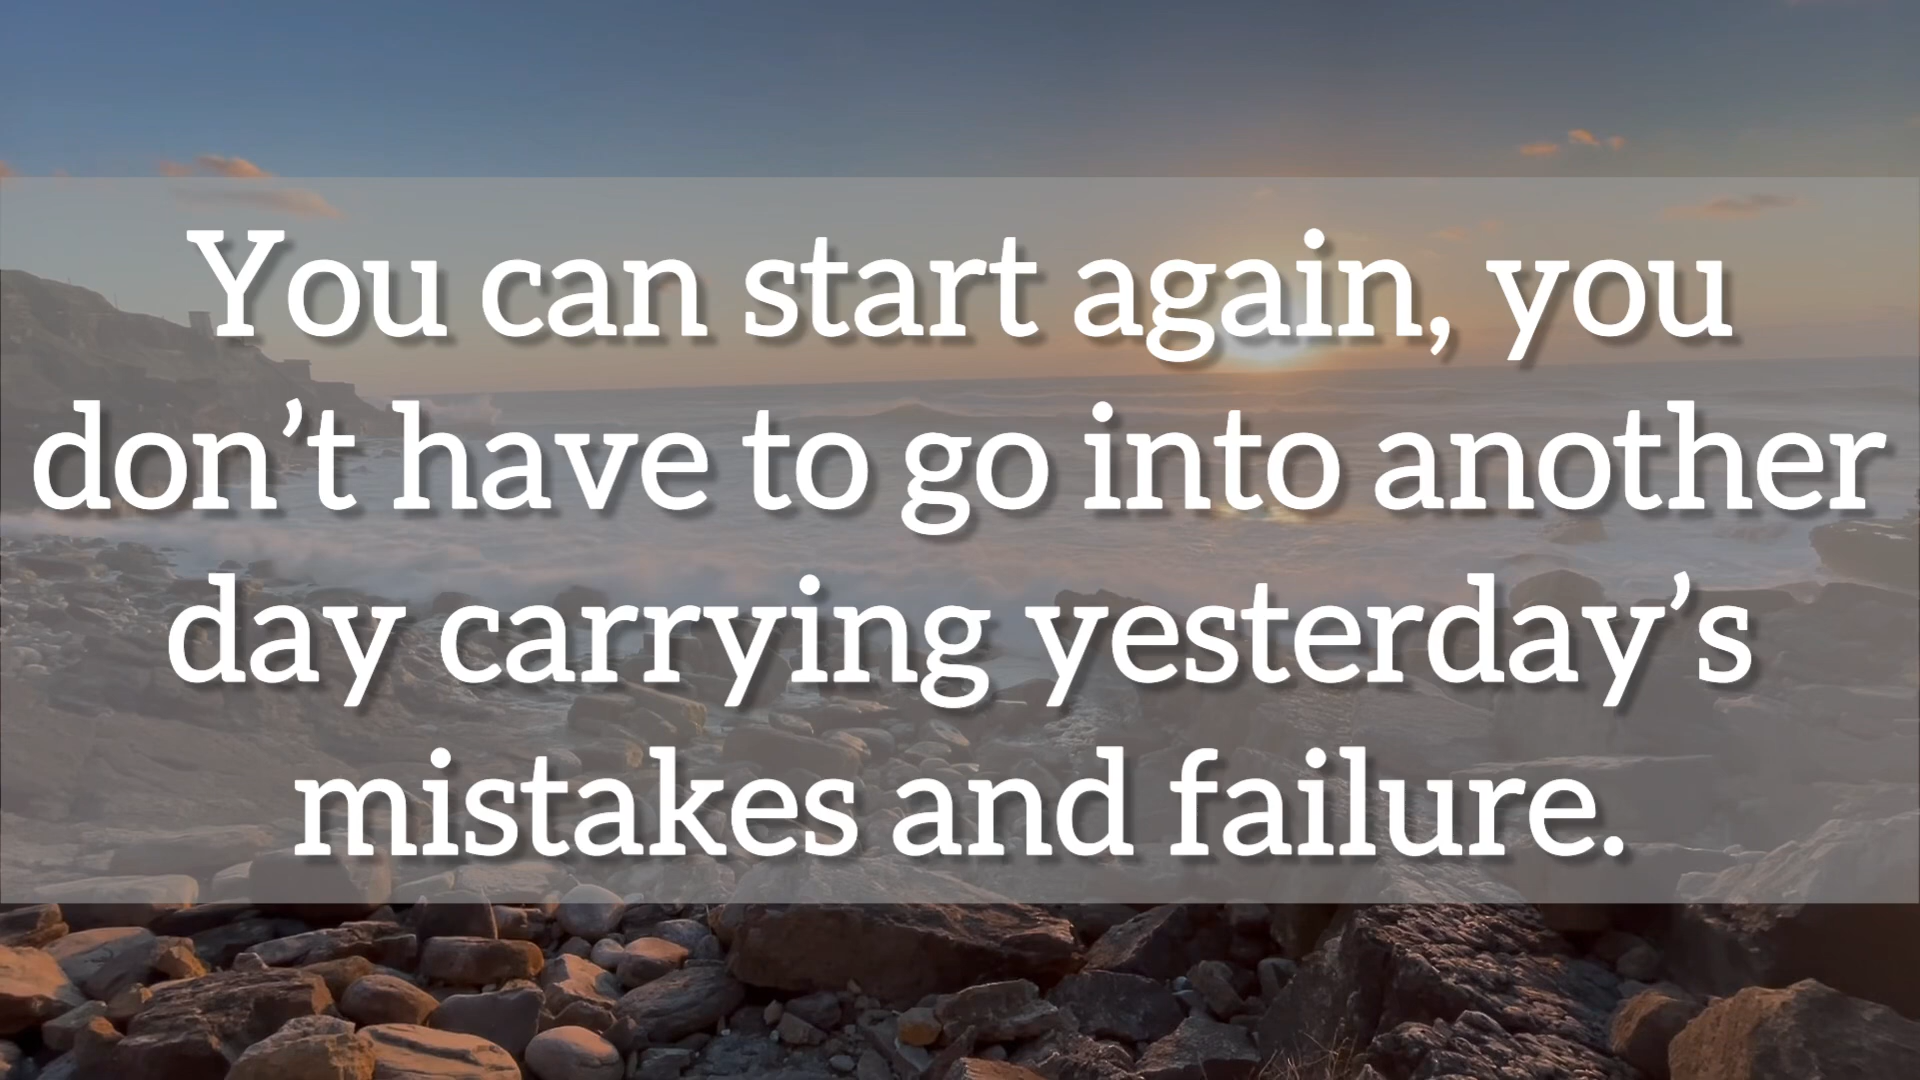 You can start again, you
don’t have to go into another
day carrying yesterday’s
mistakes and failure.